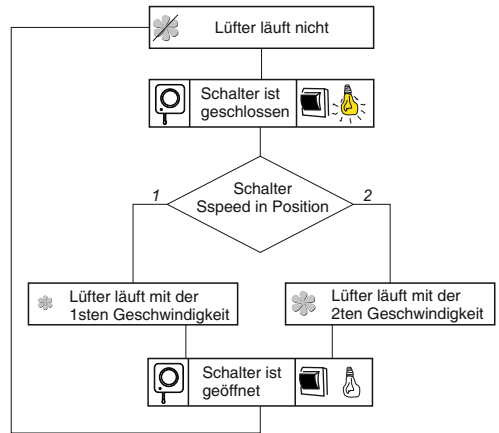 Lüfter läuft nicht
Schalter ist
geschlossen
Schalter
Sspeed in Position
1
2
Lüfter läuft mit der
1sten Geschwindigkeit
Lüfter läuft mit der
2ten Geschwindigkeit
Schalter ist
geöffnet